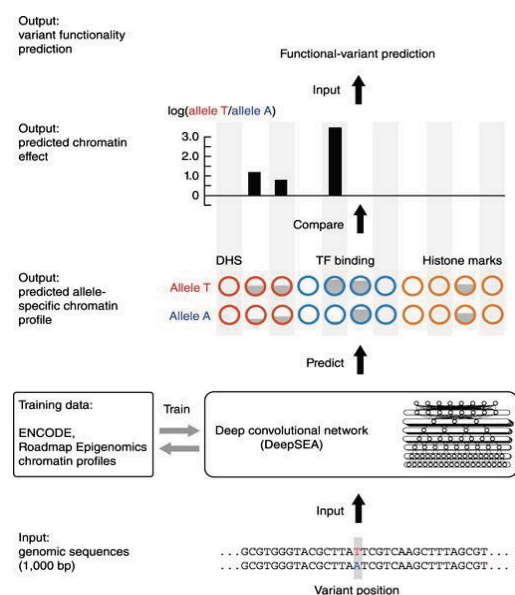 Output:
variant functionality
prediction
Functional-variant prediction
Input
log(allele T/allele A)
Output:
predicted chromatin
effect
3.0
2.0
1.0
0
Compare
DHS
TF binding
Histone marks
Output:
predicted allele-
specific chromatin
profile
Allele T
Allele A
Predict
Training data:
ENCODE,
Roadmap Epigenomics
chromatin profiles
Train
Deep convolutional network
(DeepSEA)
Input
Input:
genomic sequences
(1,000 bp)
...GCGTGGGTACGCTTATTCGTCAAGCTTTAGCGT...
...GCGTGGGTACGCTTAATCGTCAAGCTTTAGCGT...
Variant position